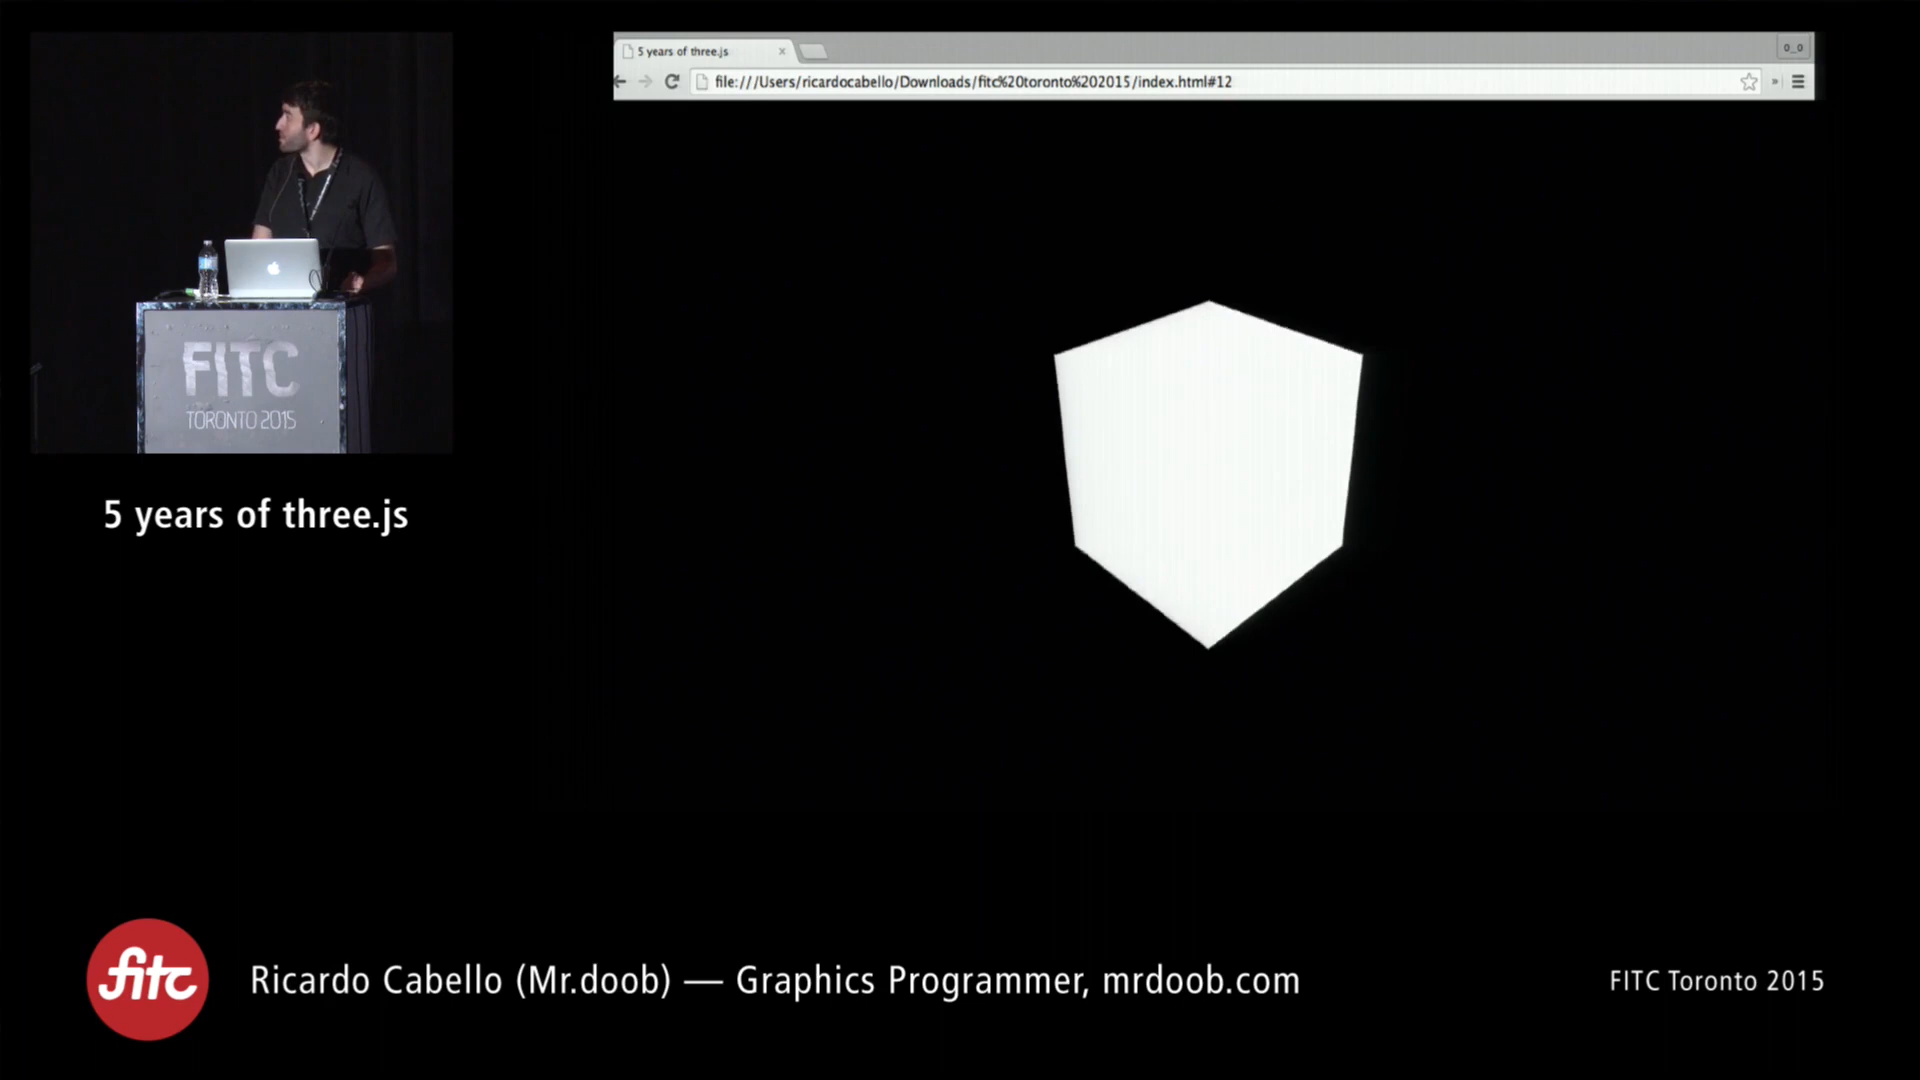 5 years of three.js
0_0
file:///Users/ricardocabello/Downloads/fitc%20toronto%202015/index.html#12
FITC
TORONTO 2015
5 years of three.js
fitc
Ricardo Cabello (Mr.doob) — Graphics Programmer, mrdoob.com
FITC Toronto 2015